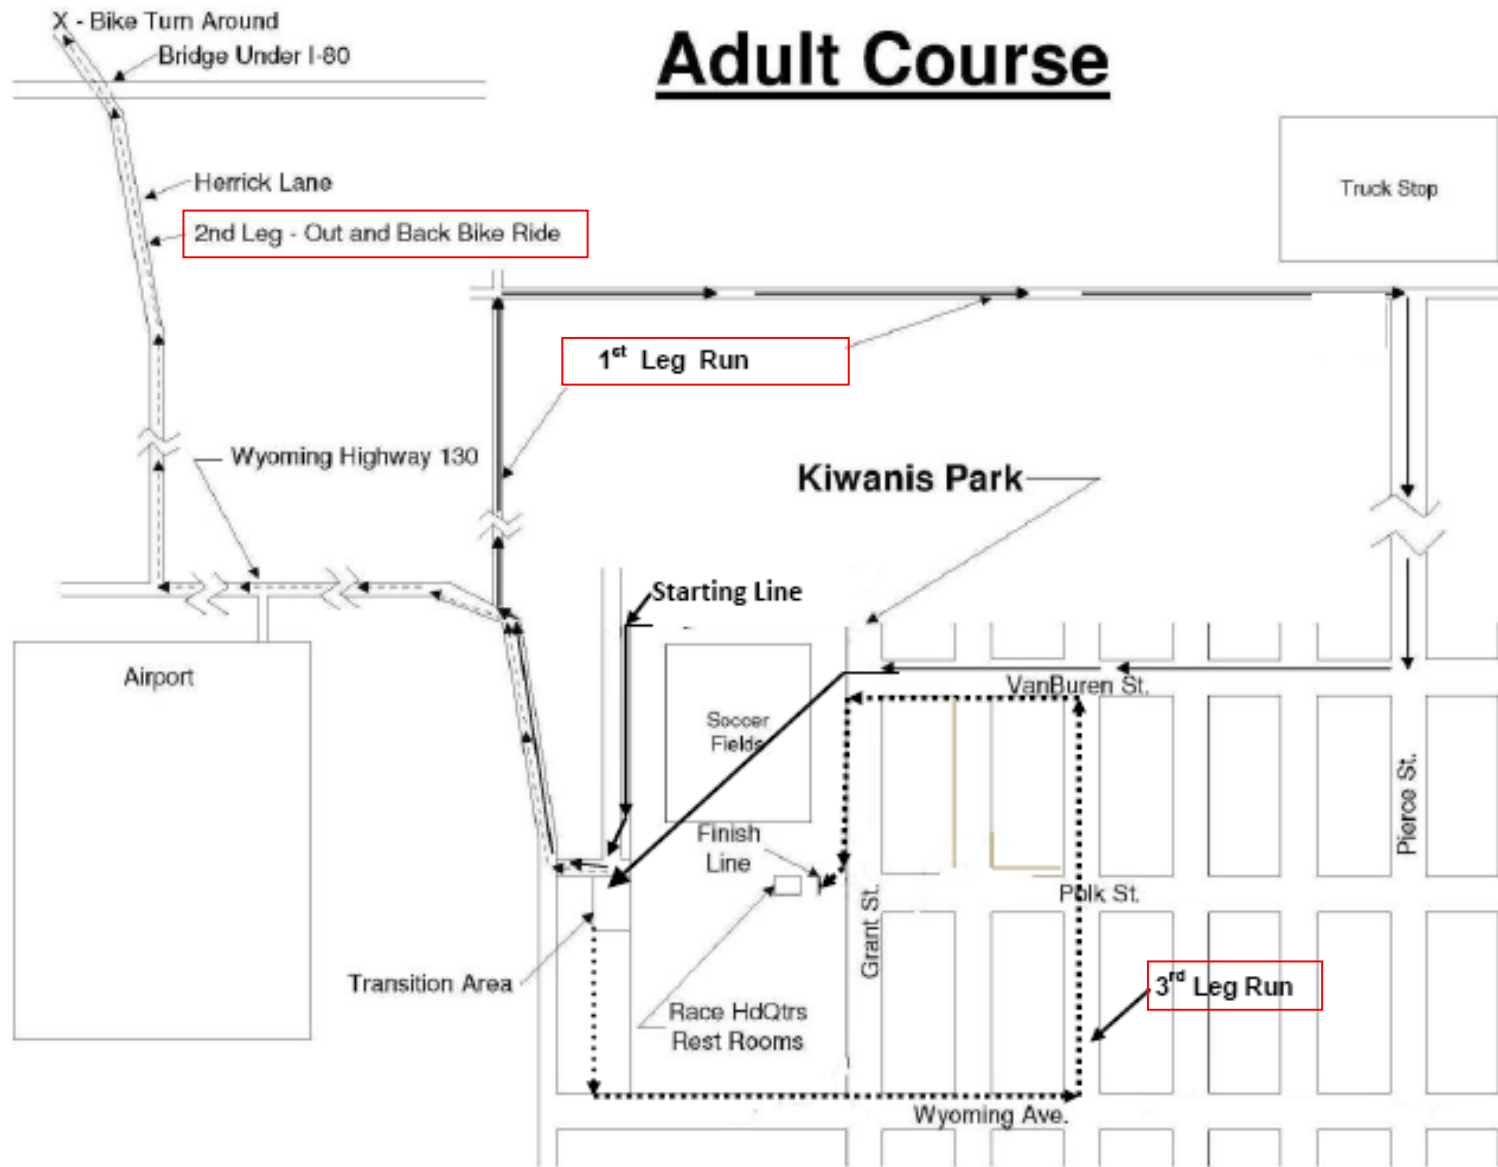 X - Bike Turn Around
Bridge Under I-80
Adult Course
Herrick Lane
Truck Stop
2nd Leg - Out and Back Bike Ride
1st Leg Run
Wyoming Highway 130
Kiwanis Park
Starting Line
Airport
VanBuren St.
Soccer
Fields
Pierce St.
Finish
Line
Polk St.
Grant St.
Transition Area
3rd Leg Run
Race HdQtrs
Rest Rooms
Wyoming Ave.